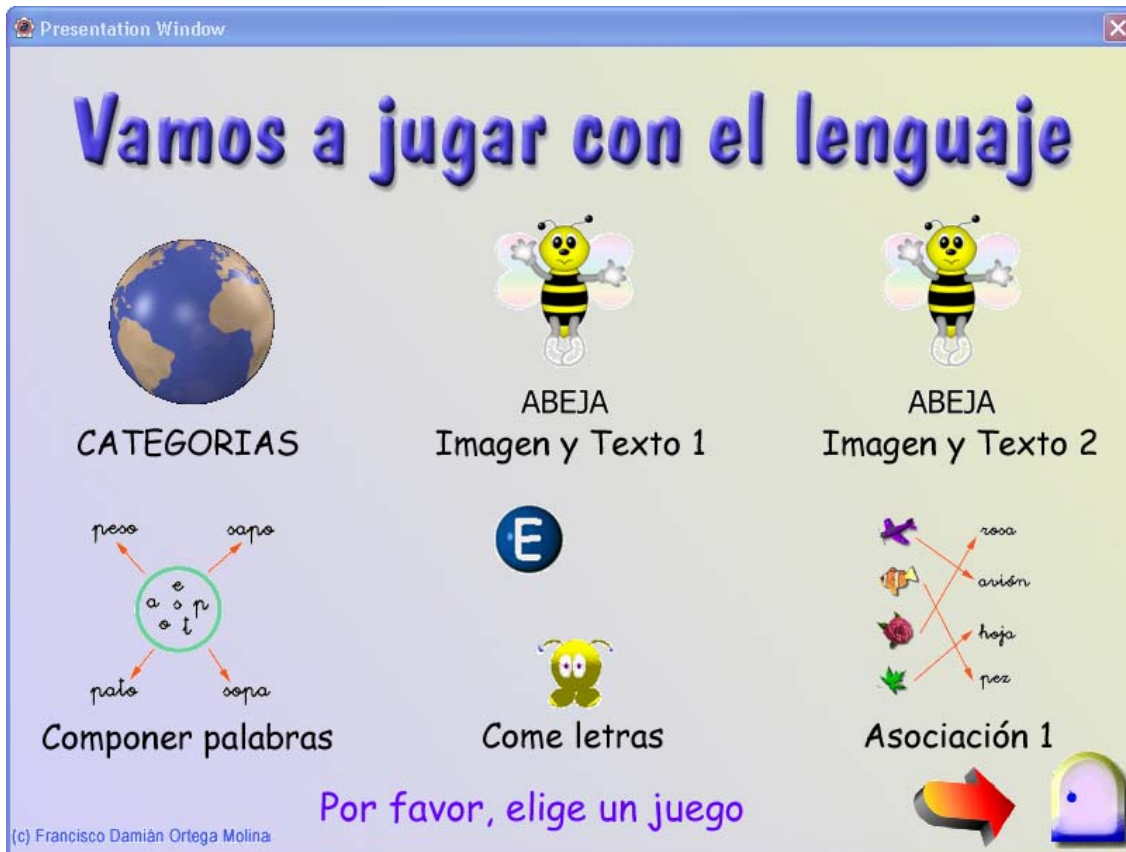 Presentation Window
Vamos a jugar con el lenguaje
ABEJA
ABEJA
CATEGORIAS
Imagen y Texto 1
Imagen y Texto 2
peso
sapo
e
a s p
o t
pato
sopa
E
rosa
avión
hoja
pez
Componer palabras
Come letras
Asociación 1
Por favor, elige un juego
(c) Francisco Damián Ortega Molina